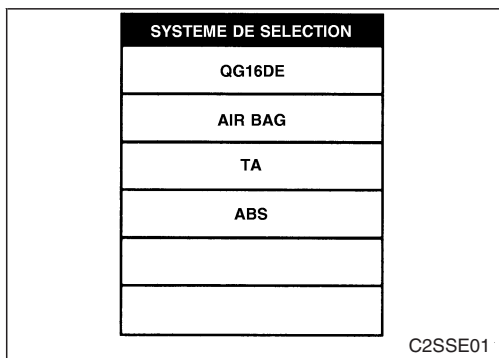 SYSTEME DE SELECTION
QG16DE
AIR BAG
TA
ABS
C2SSE01